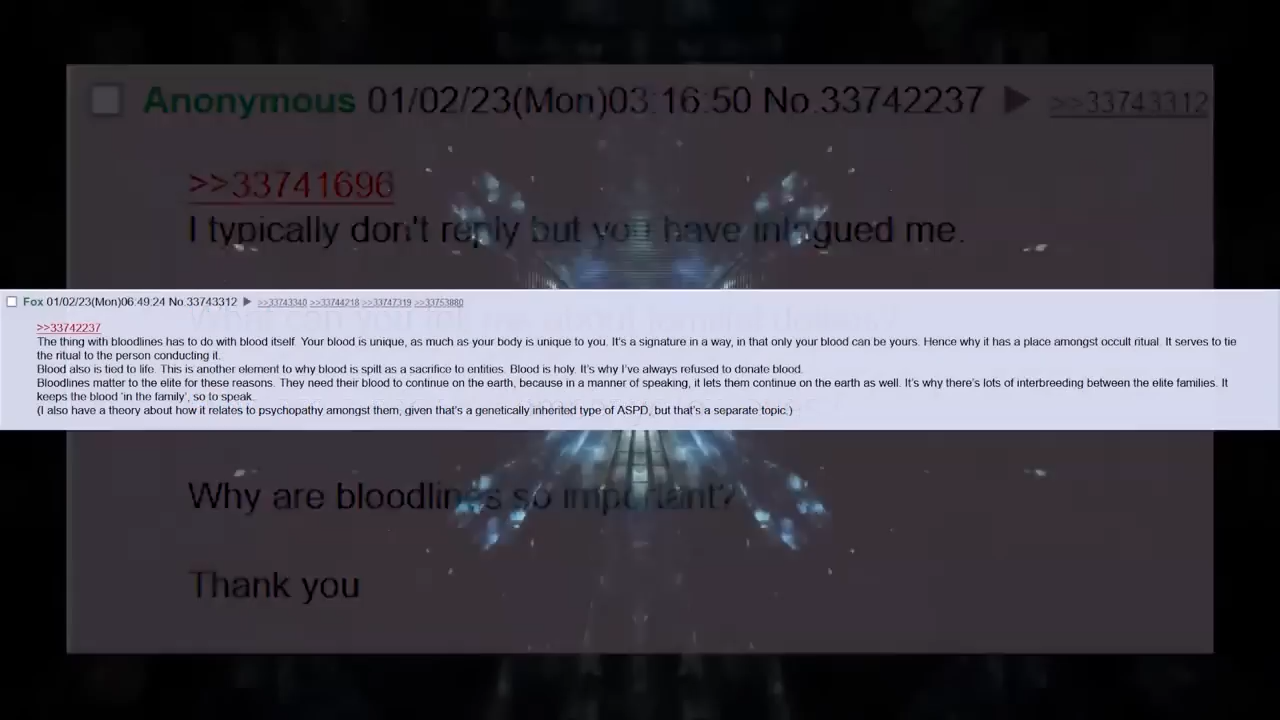 Anonymous 01/02/23(Mon)03:16:50 No.33742237 ▶ >>33743312
>>33741696
I typically don't reply but you have intrigued me.
Fox 01/02/23(Mon)06:49:24 No.33743312 ▶ >>33743340 >>33744218 >>33747319 >>33753880
>>33742237
The thing with bloodlines has to do with blood itself. Your blood is unique, as much as your body is unique to you. It's a signature in a way, in that only your blood can be yours. Hence why it has a place amongst occult ritual. It serves to tie
the ritual to the person conducting it.
Blood also is tied to life. This is another element to why blood is spilt as a sacrifice to entities. Blood is holy. It's why I've always refused to donate blood.
Bloodlines matter to the elite for these reasons. They need their blood to continue on the earth, because in a manner of speaking, it lets them continue on the earth as well. It's why there's lots of interbreeding between the elite families. It
keeps the blood 'in the family', so to speak.
(I also have a theory about how it relates to psychopathy amongst them, given that's a genetically inherited type of ASPD, but that's a separate topic.)
Why are bloodlines so important?
Thank you